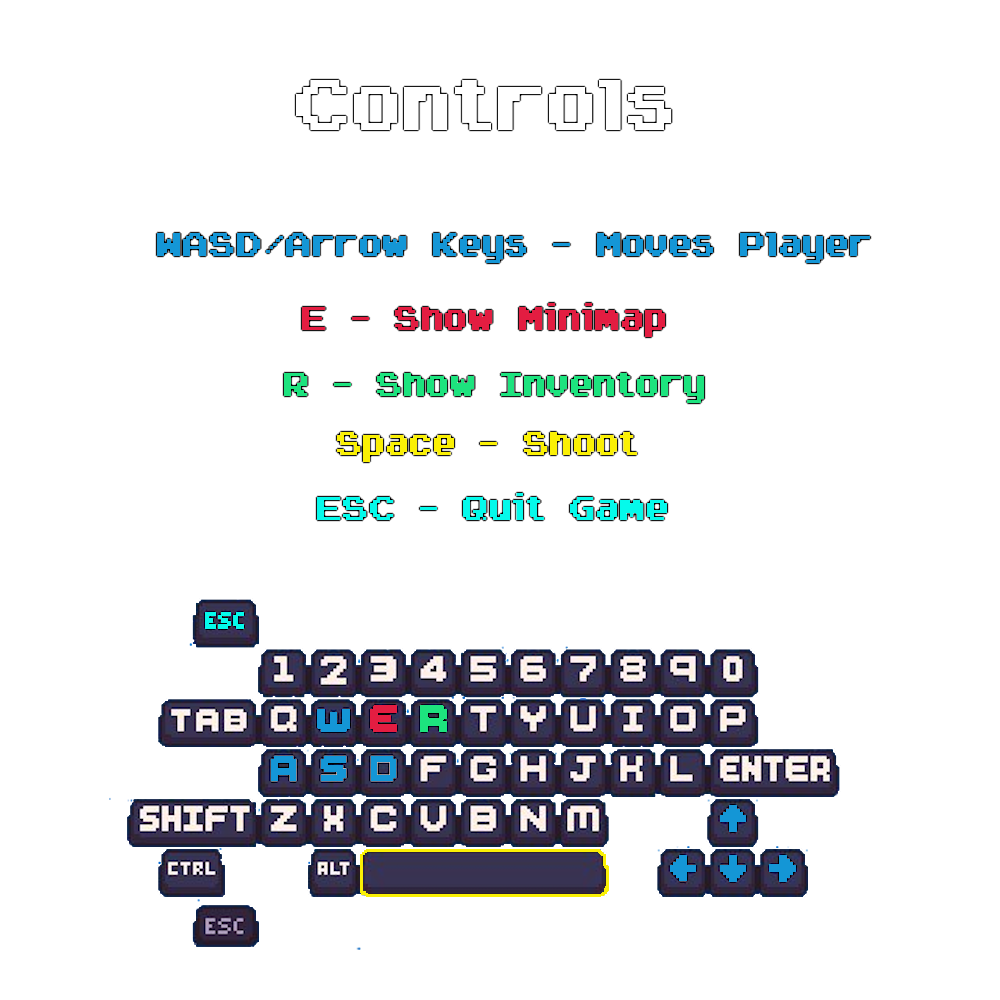 Controls
WASD/Arrow Keys - Moves Player
E - Show Minimap
R - Show Inventory
Space - Shoot
ESC - Quit Game
ESC
1 2 3 4 5 6 7 8 9 0
TAB Q W E R T Y U I O P
A S D F G H J K L ENTER
SHIFT Z X C V B N M
CTRL ALT
ESC